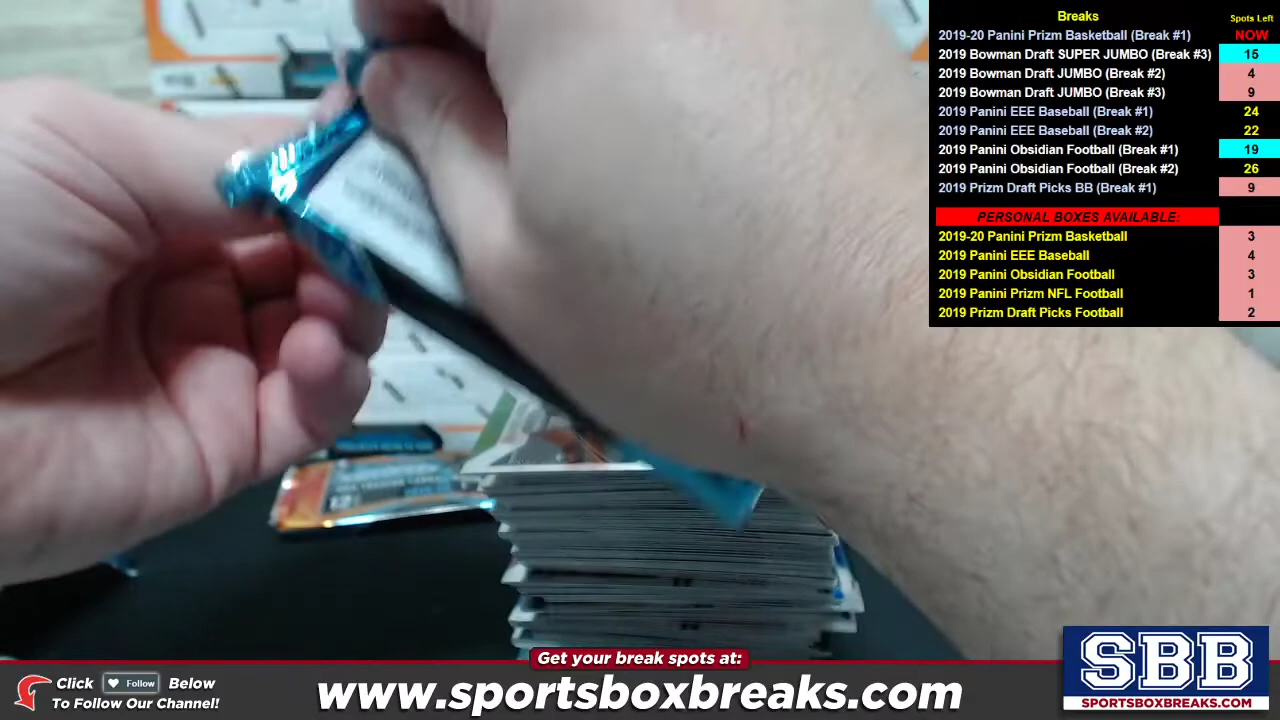 Breaks Spots Left
2019-20 Panini Prizm Basketball (Break #1) NOW
2019 Bowman Draft SUPER JUMBO (Break #3) 15
2019 Bowman Draft JUMBO (Break #2) 4
2019 Bowman Draft JUMBO (Break #3) 9
2019 Panini EEE Baseball (Break #1) 24
2019 Panini EEE Baseball (Break #2) 22
2019 Panini Obsidian Football (Break #1) 19
2019 Panini Obsidian Football (Break #2) 26
2019 Prizm Draft Picks BB (Break #1) 9
PERSONAL BOXES AVAILABLE:
2019-20 Panini Prizm Basketball 3
2019 Panini EEE Baseball 4
2019 Panini Obsidian Football 3
2019 Panini Prizm NFL Football 1
2019 Prizm Draft Picks Football 2
Get your break spots at:
Click Follow Below
To Follow Our Channel!
www.sportsboxbreaks.com
SBB
SPORTSBOXBREAKS.COM